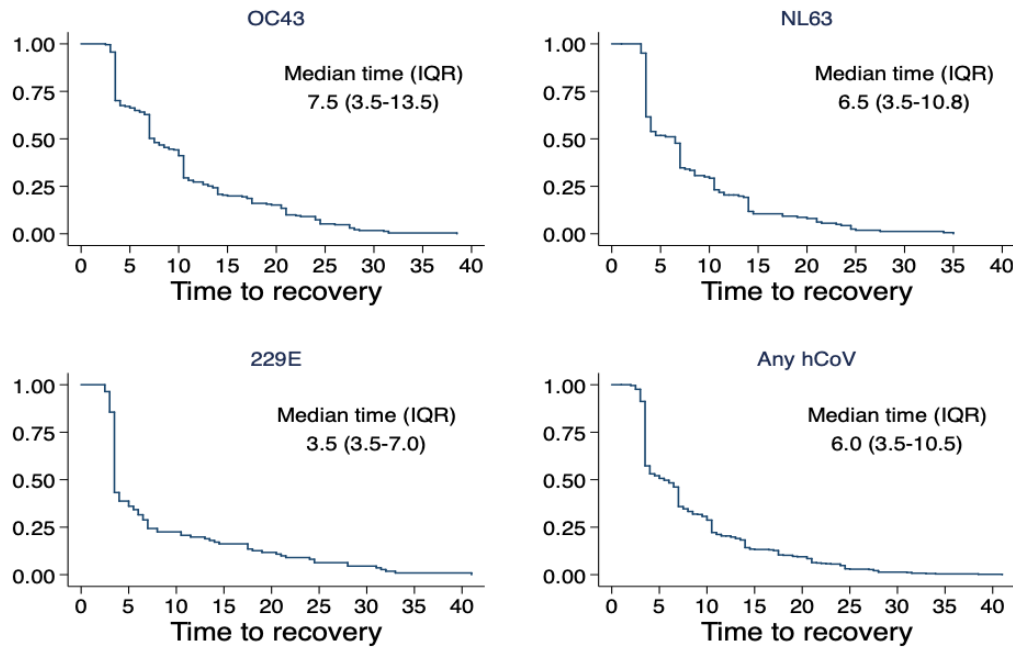 OC43
1.00
0.75
0.50
0.25
0.00
Median time (IQR)
7.5 (3.5-13.5)
0 5 10 15 20 25 30 35 40
Time to recovery
NL63
1.00
0.75
0.50
0.25
0.00
Median time (IQR)
6.5 (3.5-10.8)
0 5 10 15 20 25 30 35 40
Time to recovery
229E
1.00
0.75
0.50
0.25
0.00
Median time (IQR)
3.5 (3.5-7.0)
0 5 10 15 20 25 30 35 40
Time to recovery
Any hCoV
1.00
0.75
0.50
0.25
0.00
Median time (IQR)
6.0 (3.5-10.5)
0 5 10 15 20 25 30 35 40
Time to recovery